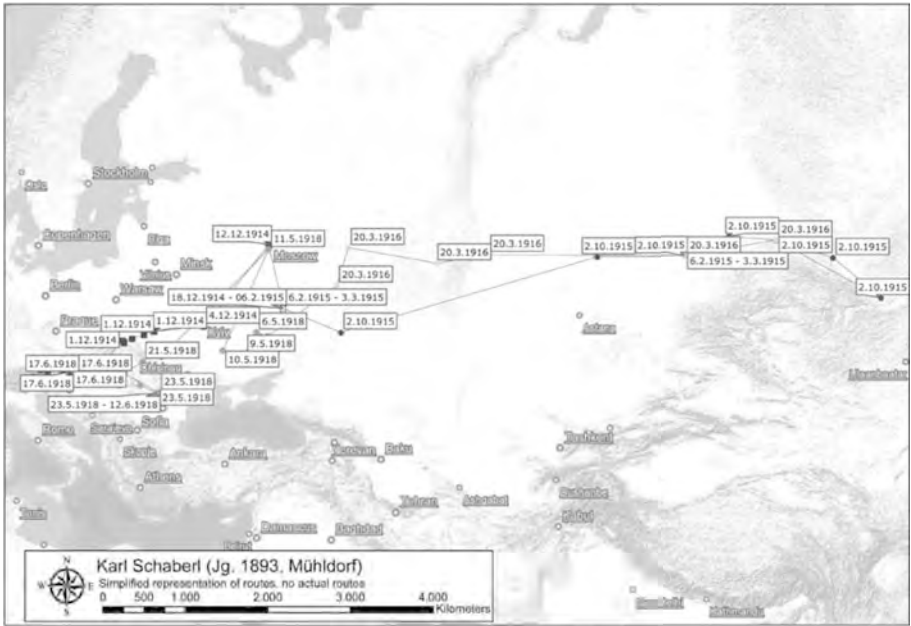 Stockholm
Oslo
Copenhagen
Riga
12.12.1914
11.5.1918
Moscow
20.3.1916
20.3.1916
20.3.1916
2.10.1915
2.10.1915
20.3.1916
6.2.1915 - 3.3.1915
2.10.1915
20.3.1916
2.10.1915
2.10.1915
2.10.1915
Vilnius
Minsk
Berlin
Warsaw
20.3.1916
18.12.1914 - 06.2.1915
6.2.1915 - 3.3.1915
Prague
1.12.1914
1.12.1914
4.12.1914
6.5.1918
2.10.1915
Kyiv
Astana
1.12.1914
9.5.1918
21.5.1918
10.5.1918
Chisinau
17.6.1918
17.6.1918
17.6.1918
17.6.1918
23.5.1918
23.5.1918
23.5.1918 - 12.6.1918
Ulaanbaatar
Rome
Sarajevo
Sofia
Skopje
Ankara
Yerevan
Baku
Tashkent
Athens
Tehran
Ashgabat
Dushanbe
Tunis
Damascus
Baghdad
Kabul
Beirut
Kathmandu
N
W
E
S
Karl Schaberl (Jg. 1893, Mühldorf)
Simplified representation of routes, no actual routes
0 500 1.000 2.000 3.000 4.000
Kilometers